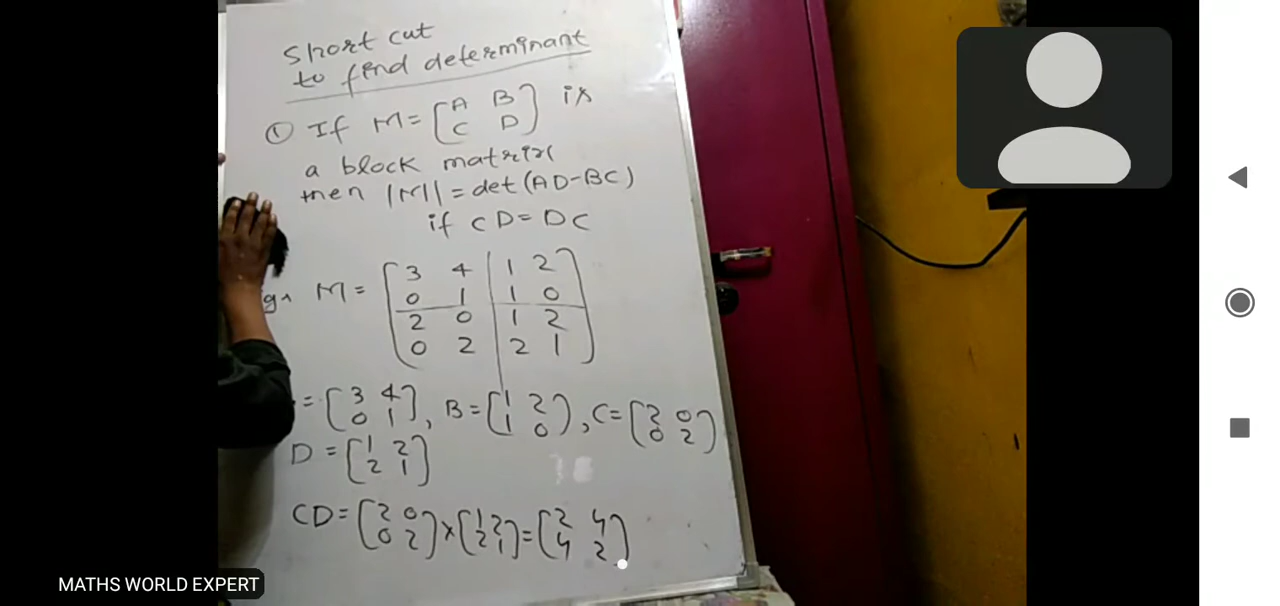 Short cut
to find determinant
① If M = [A B
C D] is
a block matrix
then |M| = det(AD-BC)
if CD = DC
M = [3 4 | 1 2
0 1 | 1 0
2 0 | 1 2
0 2 | 2 1]
= [3 4
0 1], B = [1 2
1 0], C = [2 0
0 2]
D = [1 2
2 1]
CD = [2 0
0 2] × [1 2
2 1] = [2 4
4 2]
MATHS WORLD EXPERT